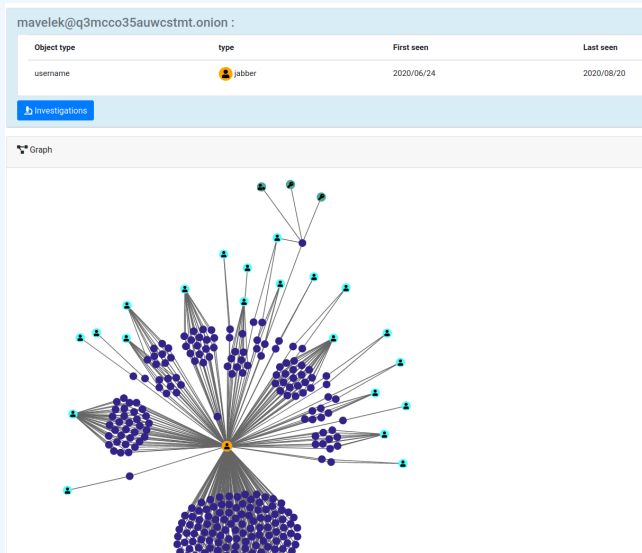 mavelek@q3mcco35auwcstmt.onion :
Object type type First seen Last seen
username jabber 2020/06/24 2020/08/20
Investigations
Graph